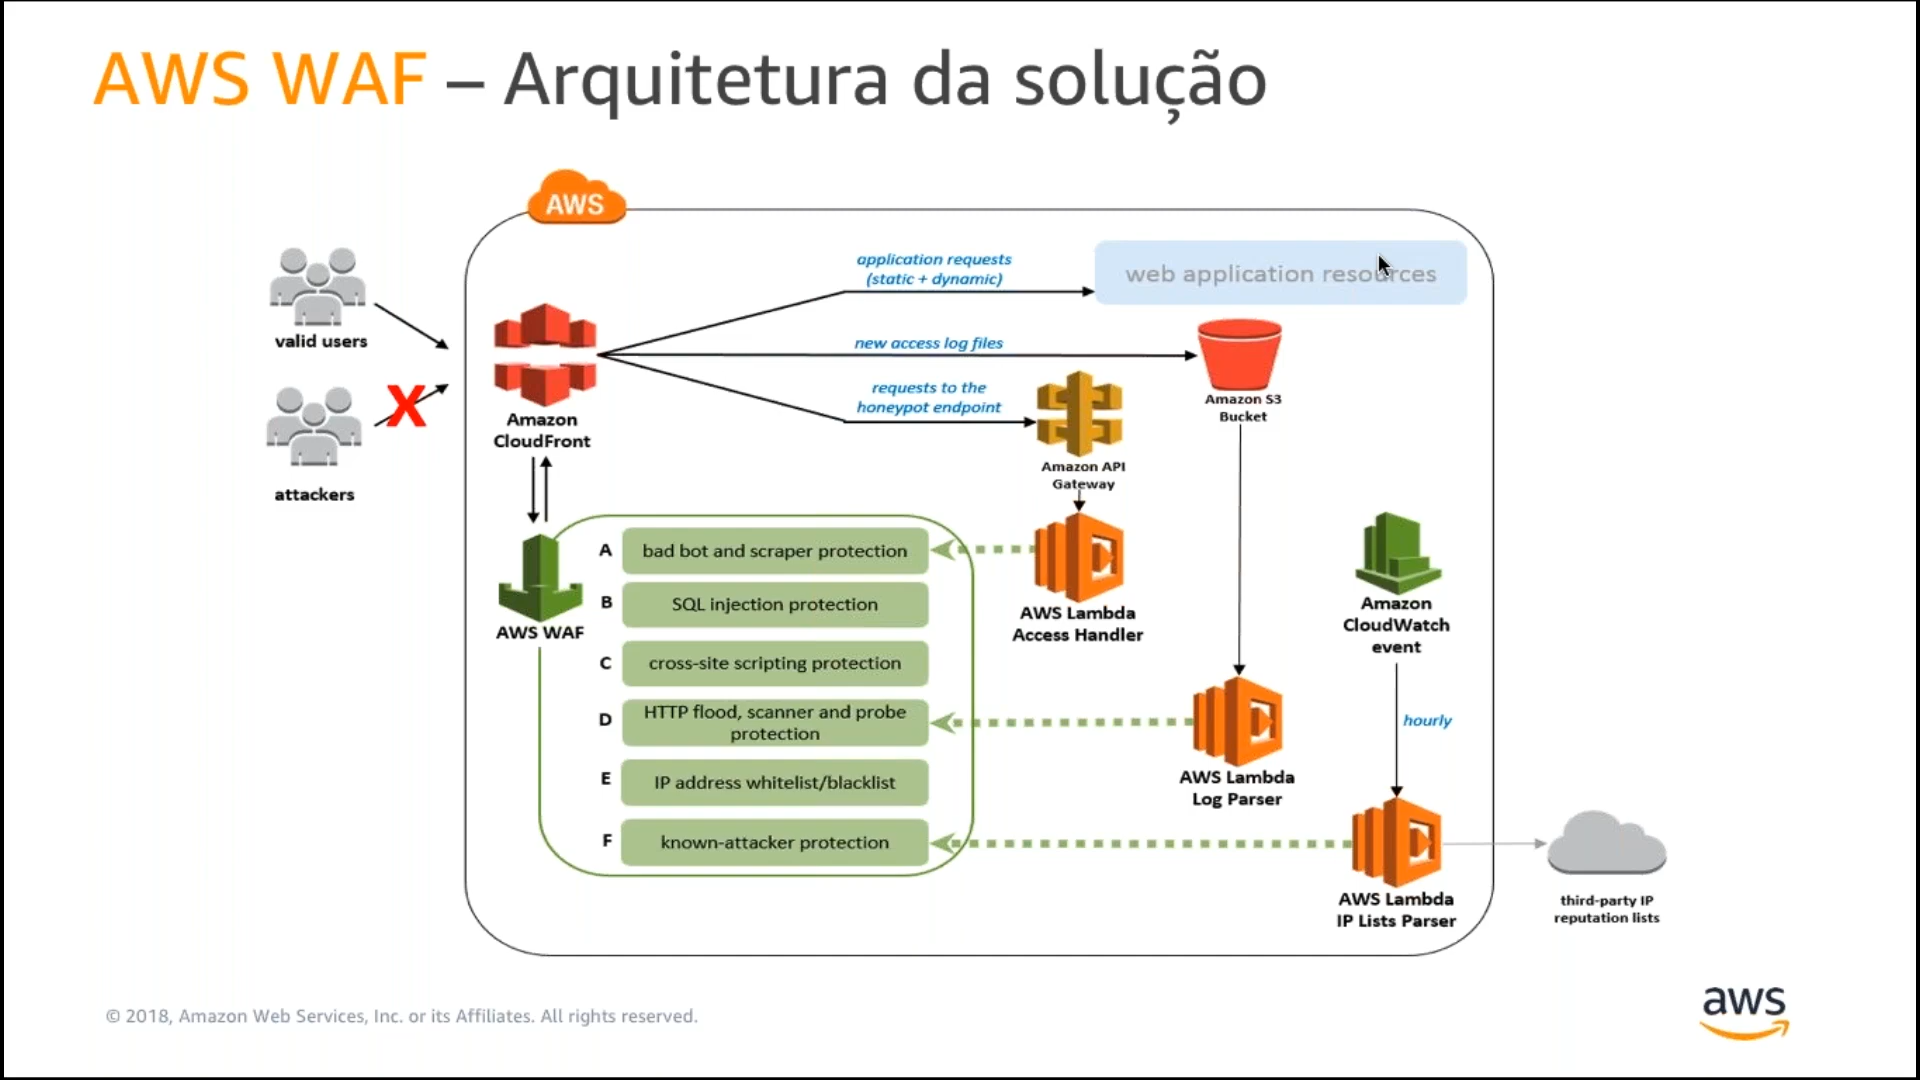 AWS WAF – Arquitetura da solução
AWS
application requests
(static + dynamic)
web application resources
valid users
new access log files
requests to the
honeypot endpoint
Amazon S3
Bucket
Amazon
CloudFront
X
attackers
Amazon API
Gateway
A
bad bot and scraper protection
B
SQL injection protection
C
cross-site scripting protection
D
HTTP flood, scanner and probe
protection
E
IP address whitelist/blacklist
F
known-attacker protection
AWS WAF
AWS Lambda
Access Handler
Amazon
CloudWatch
event
hourly
AWS Lambda
Log Parser
AWS Lambda
IP Lists Parser
third-party IP
reputation lists
© 2018, Amazon Web Services, Inc. or its Affiliates. All rights reserved.
aws